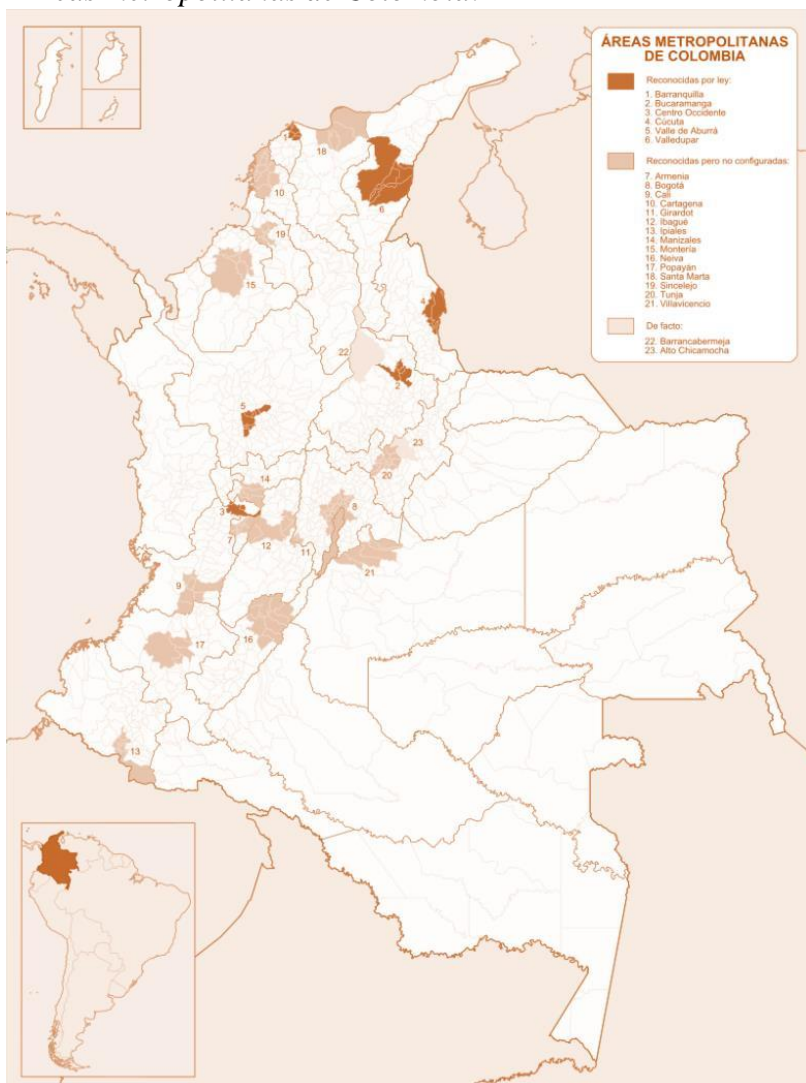 Áreas Metropolitanas de Colombia.
ÁREAS METROPOLITANAS
DE COLOMBIA
Reconocidas por ley:
1. Barranquilla
2. Bucaramanga
3. Centro Occidente
4. Cúcuta
5. Valle de Aburrá
6. Valledupar
Reconocidas pero no configuradas:
7. Armenia
8. Bogotá
9. Cali
10. Cartagena
11. Girardot
12. Ibagué
13. Ipiales
14. Manizales
15. Montería
16. Neiva
17. Popayán
18. Santa Marta
19. Sincelejo
20. Tunja
21. Villavicencio
De facto:
22. Barrancabermeja
23. Alto Chicamocha
1
18
10
6
19
15
22
2
5
23
20
14
3
8
7
12
11
21
9
16
17
13